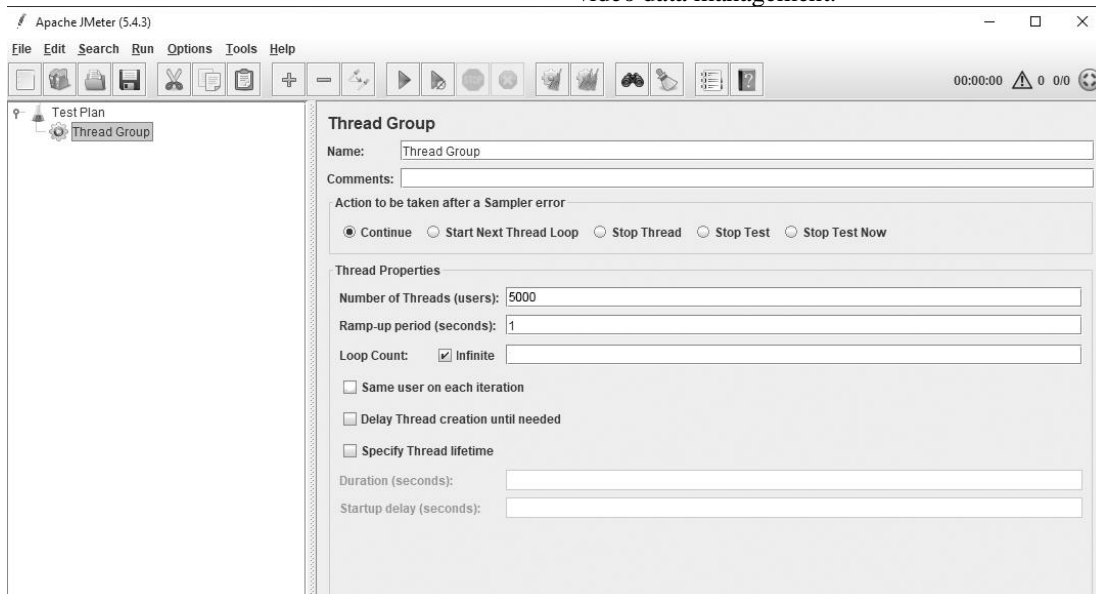 video data management.
Apache JMeter (5.4.3)
File Edit Search Run Options Tools Help
00:00:00 0 0/0
Test Plan
Thread Group
Thread Group
Name: Thread Group
Comments:
Action to be taken after a Sampler error
Continue Start Next Thread Loop Stop Thread Stop Test Stop Test Now
Thread Properties
Number of Threads (users): 5000
Ramp-up period (seconds): 1
Loop Count: Infinite
Same user on each iteration
Delay Thread creation until needed
Specify Thread lifetime
Duration (seconds):
Startup delay (seconds):